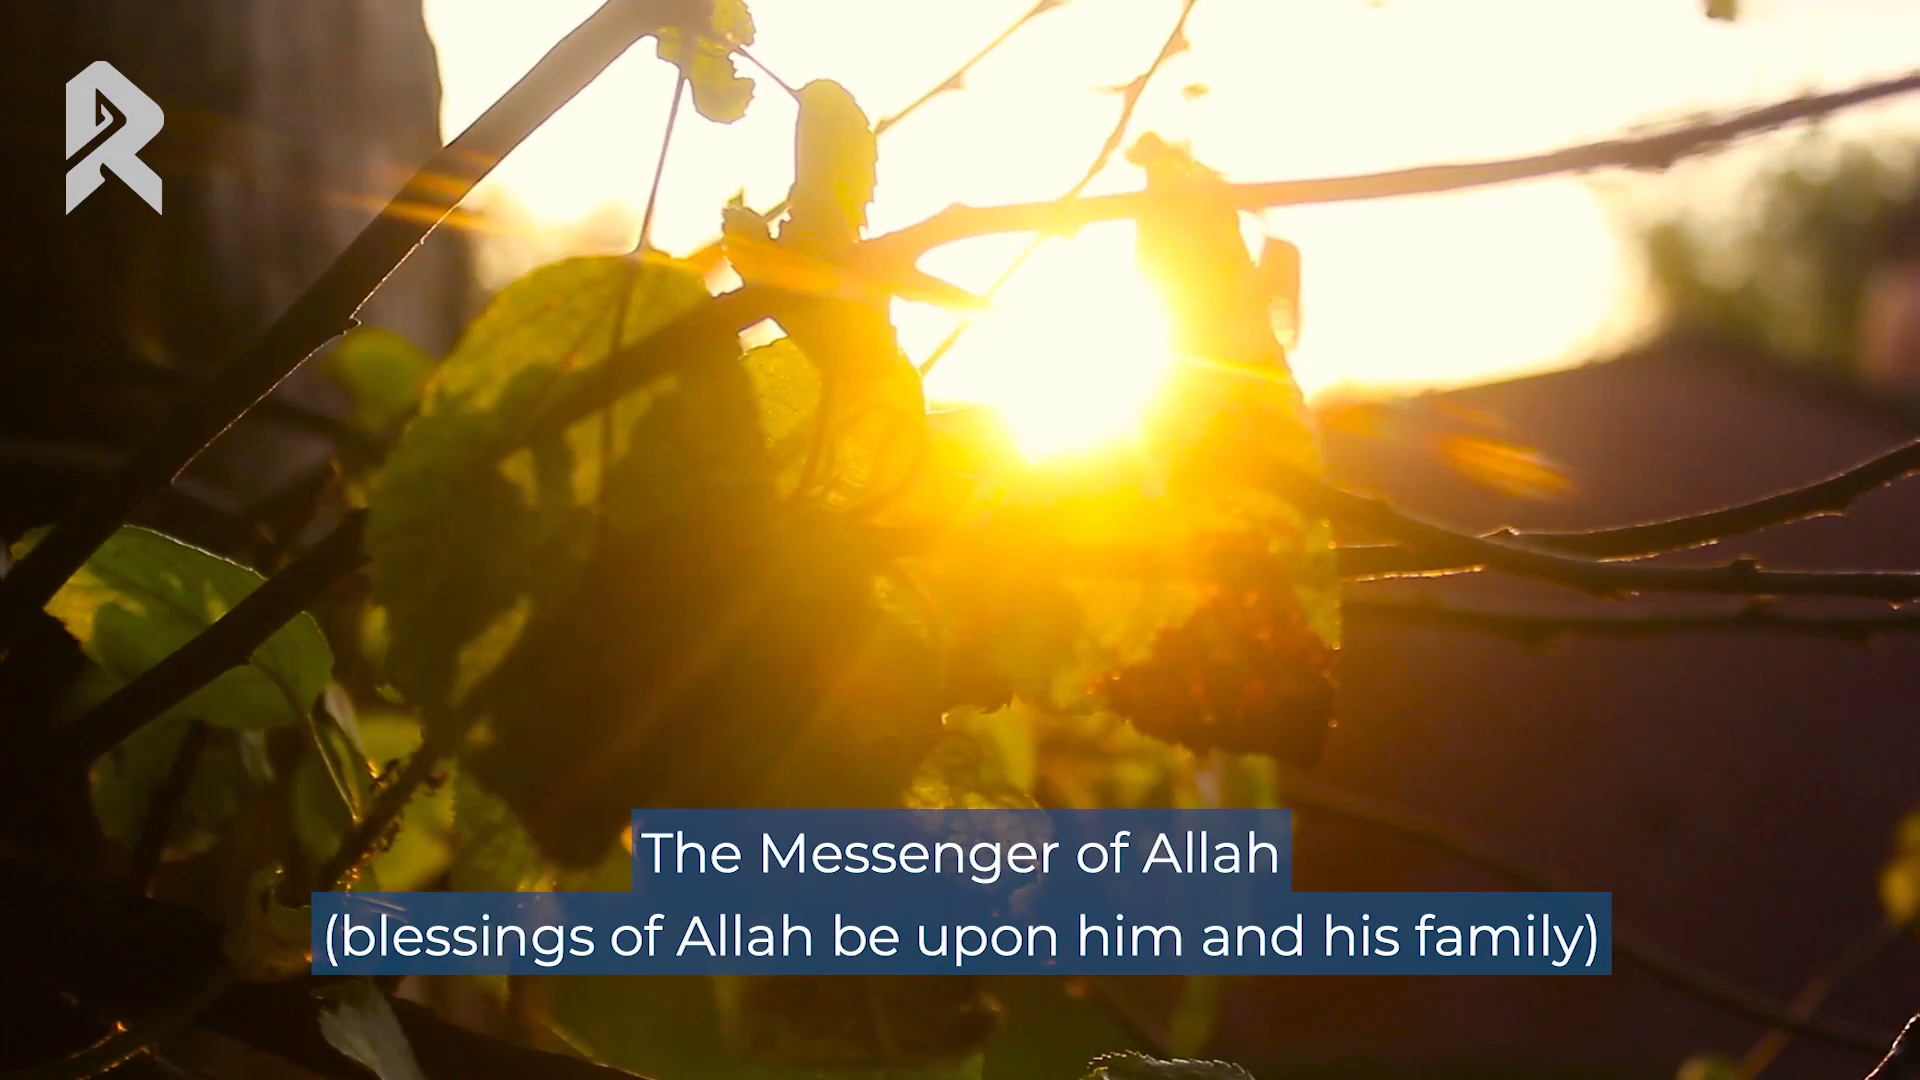 The Messenger of Allah
(blessings of Allah be upon him and his family)